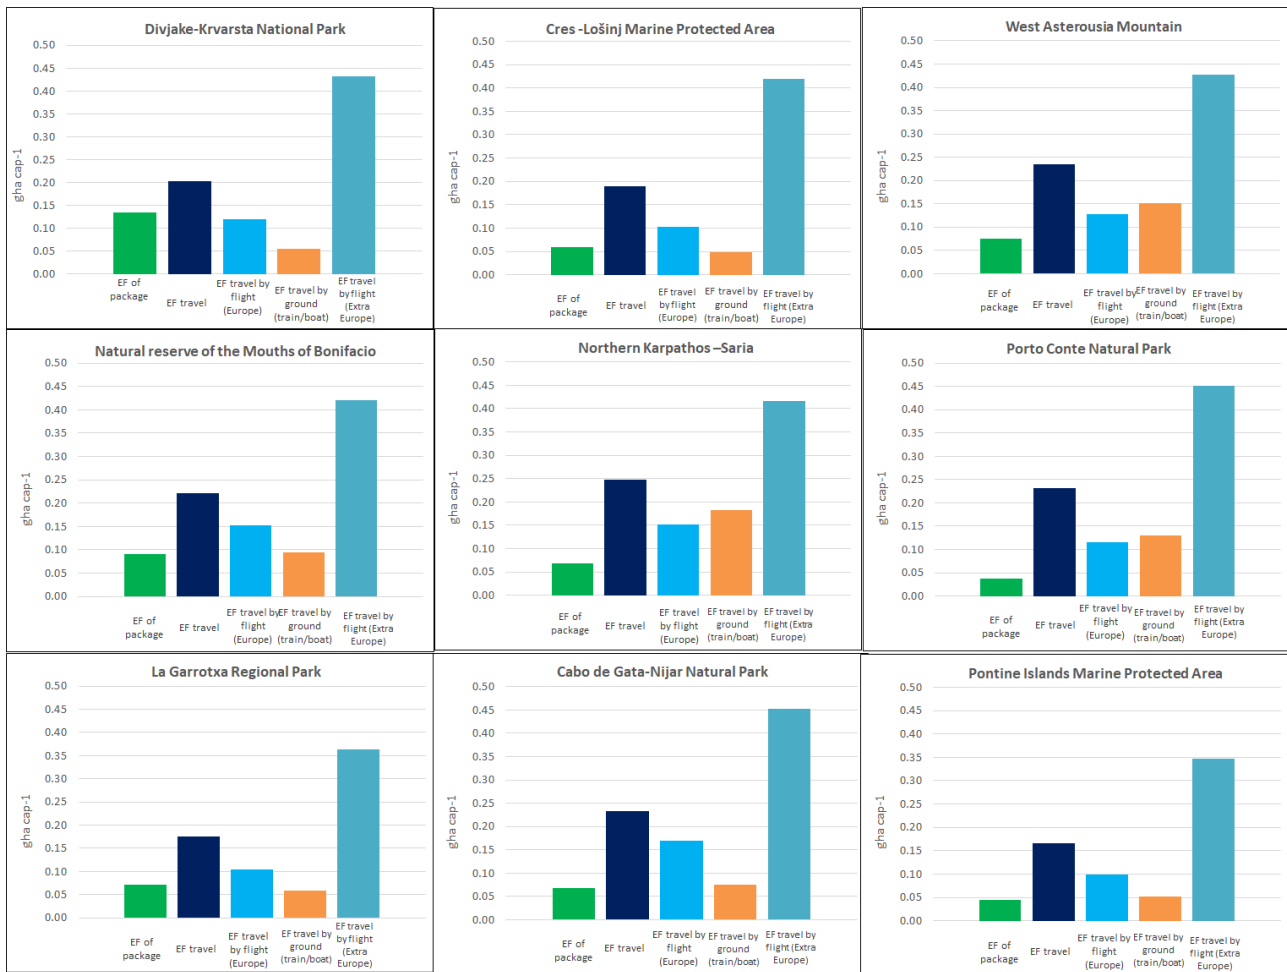 Divjake-Krvarsta National Park
gha cap-1
0.50
0.45
0.40
0.35
0.30
0.25
0.20
0.15
0.10
0.05
0.00
EF of
package
EF travel
EF travel by
flight
(Europe)
EF travel by
ground
(train/boat)
EF travel
by flight
(Extra
Europe)
Cres -Lošinj Marine Protected Area
gha cap-1
0.50
0.45
0.40
0.35
0.30
0.25
0.20
0.15
0.10
0.05
0.00
EF of
package
EF travel
EF travel
by flight
(Europe)
EF travel by
ground
(train/boat)
EF travel by
flight (Extra
Europe)
West Asterousia Mountain
gha cap-1
0.50
0.45
0.40
0.35
0.30
0.25
0.20
0.15
0.10
0.05
0.00
EF of
package
EF travel
EF travel by
flight
(Europe)
EF travel by
ground
(train/boat)
EF travel by
flight (Extra
Europe)
Natural reserve of the Mouths of Bonifacio
gha cap-1
0.50
0.45
0.40
0.35
0.30
0.25
0.20
0.15
0.10
0.05
0.00
EF of
package
EF travel
EF travel by
flight
(Europe)
EF travel by
ground
(train/boat)
EF travel by
flight (Extra
Europe)
Northern Karpathos –Saria
gha cap-1
0.50
0.45
0.40
0.35
0.30
0.25
0.20
0.15
0.10
0.05
0.00
EF of
package
EF travel
EF travel
by flight
(Europe)
EF travel by
ground
(train/boat)
EF travel by
flight (Extra
Europe)
Porto Conte Natural Park
gha cap-1
0.50
0.45
0.40
0.35
0.30
0.25
0.20
0.15
0.10
0.05
0.00
EF of
package
EF travel
EF travel by
flight
(Europe)
EF travel by
ground
(train/boat)
EF travel by
flight (Extra
Europe)
La Garrotxa Regional Park
gha cap-1
0.50
0.45
0.40
0.35
0.30
0.25
0.20
0.15
0.10
0.05
0.00
EF of
package
EF travel
EF travel
by flight
(Europe)
EF travel by
ground
(train/boat)
EF travel
by flight
(Extra
Europe)
Cabo de Gata-Nijar Natural Park
gha cap-1
0.50
0.45
0.40
0.35
0.30
0.25
0.20
0.15
0.10
0.05
0.00
EF of
package
EF travel
EF travel by
flight
(Europe)
EF travel by
ground
(train/boat)
EF travel by
flight (Extra
Europe)
Pontine Islands Marine Protected Area
gha cap-1
0.50
0.45
0.40
0.35
0.30
0.25
0.20
0.15
0.10
0.05
0.00
EF of
package
EF travel
EF travel by
flight
(Europe)
EF travel by
ground
(train/boat)
EF travel by
flight (Extra
Europe)